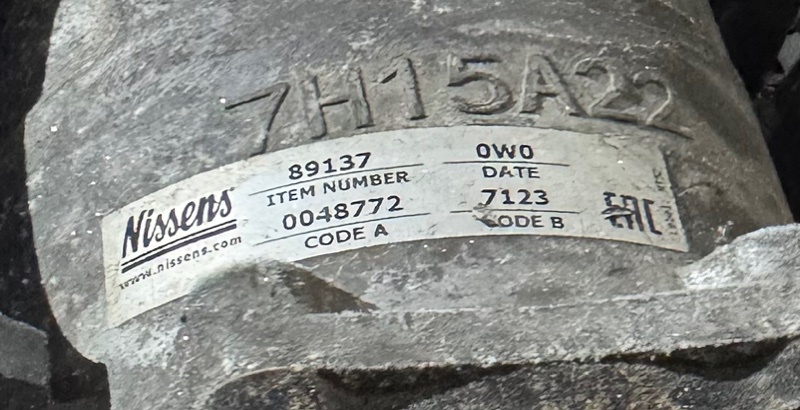 7H15A22
Nissens
www.nissens.com
89137
ITEM NUMBER
0048772
CODE A
0W0
DATE
7123
CODE B
EAC